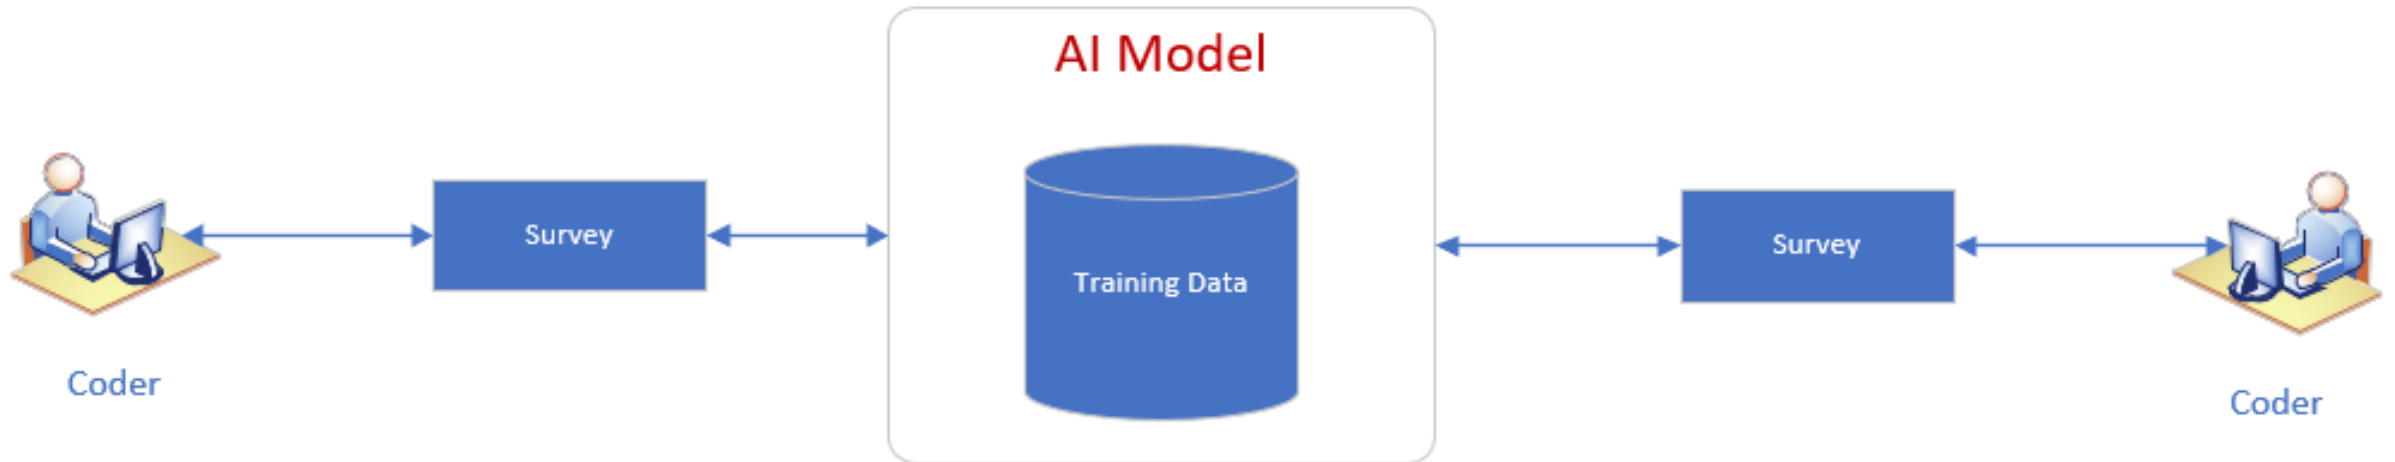 AI Model
Survey
Training Data
Survey
Coder
Coder